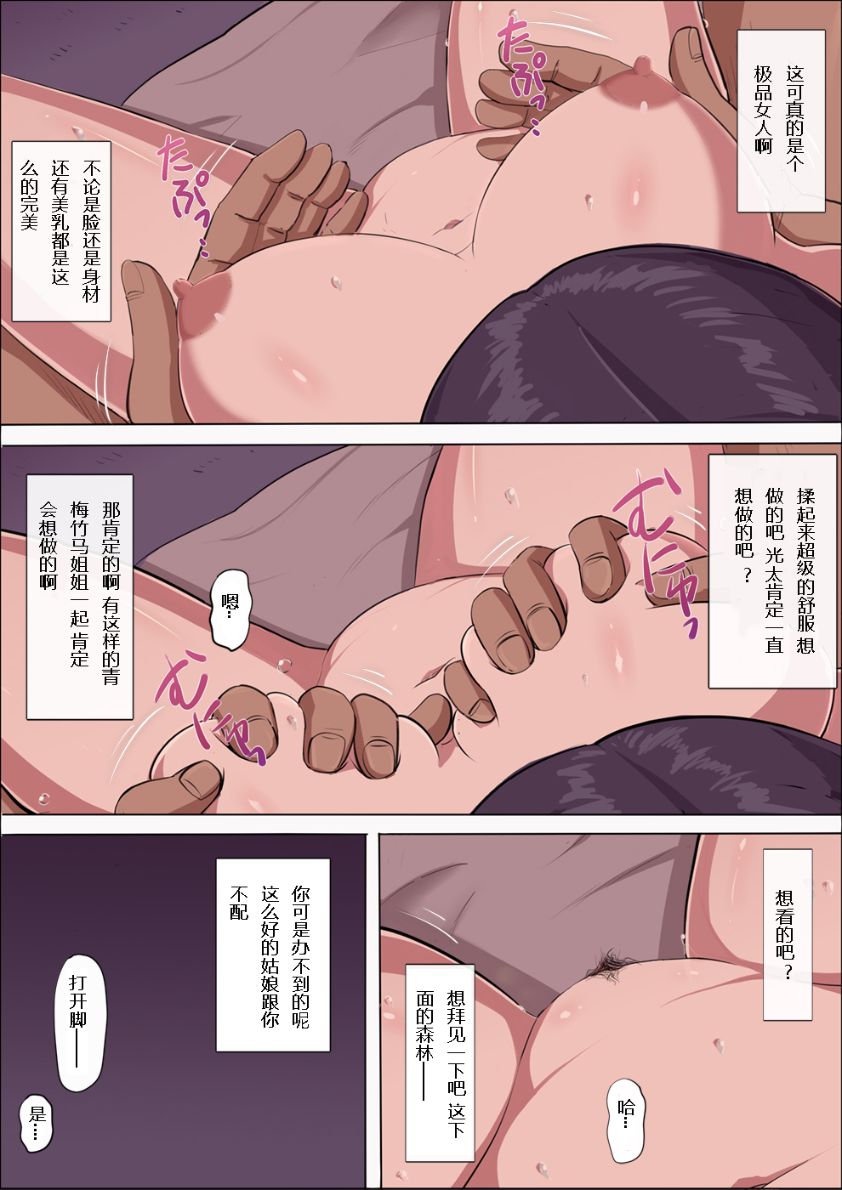 这可真的是个
极品女人啊
たぷっ…
たぷっ…
不论是脸还是身材
还有美乳都是这
么的完美
揉起来超级的舒服 想
做的吧 光太肯定一直
想做的吧 ？
むにゅっ…
嗯…
むにゅっ…
那肯定的啊 有这样的青
梅竹马姐姐一起 肯定
会想做的啊
想看的吧？
哈…
想拜见一下吧 这下
面的森林——
你可是办不到的呢
这么好的姑娘跟你
不配
打开脚——
是…